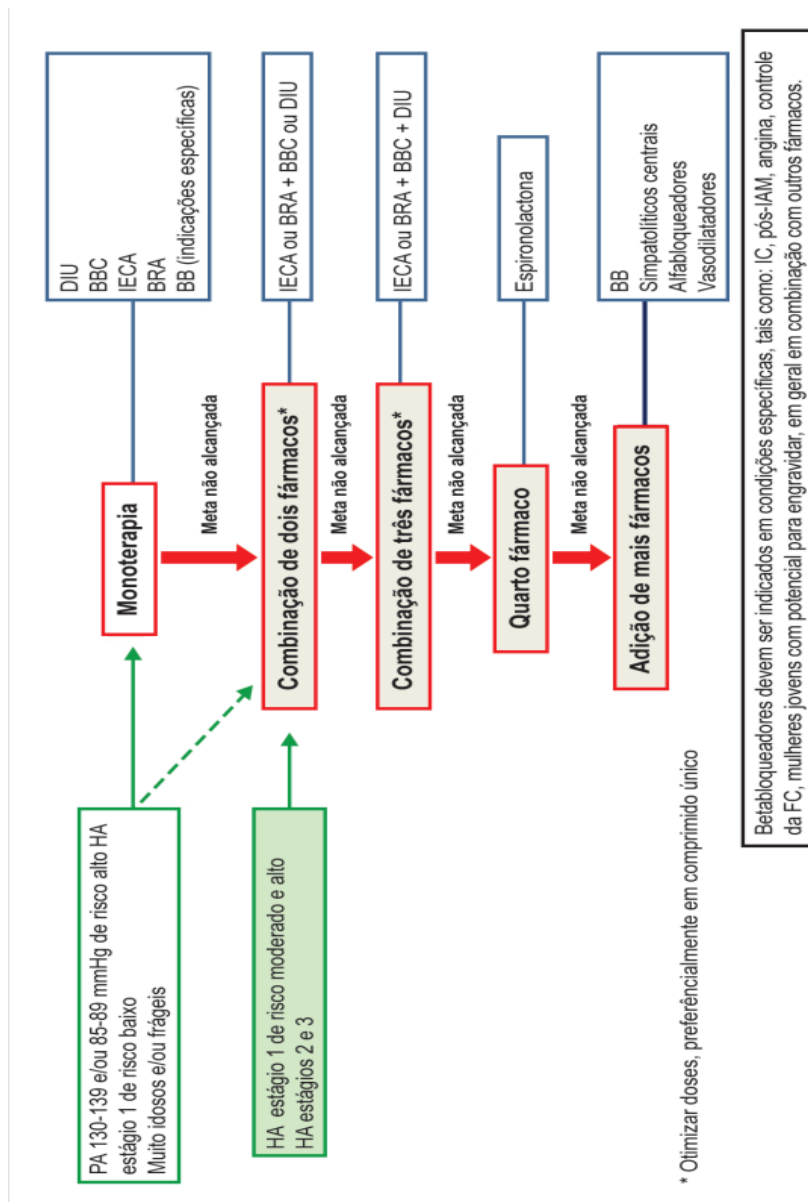 PA 130-139 e/ou 85-89 mmHg de risco alto HA
estágio 1 de risco baixo
Muito idosos e/ou frágeis
Monoterapia
DIU
BBC
IECA
BRA
BB (indicações específicas)
Meta não alcançada
HA estágio 1 de risco moderado e alto
HA estágios 2 e 3
Combinação de dois fármacos*
IECA ou BRA + BBC ou DIU
Meta não alcançada
Combinação de três fármacos*
IECA ou BRA + BBC + DIU
Meta não alcançada
Quarto fármaco
Espironolactona
Meta não alcançada
Adição de mais fármacos
BB
Simpatolíticos centrais
Alfabloqueadores
Vasodilatadores
* Otimizar doses, preferêncialmente em comprimido único
Betabloqueadores devem ser indicados em condições específicas, tais como: IC, pós-IAM, angina, controle
da FC, mulheres jovens com potencial para engravidar, em geral em combinação com outros fármacos.